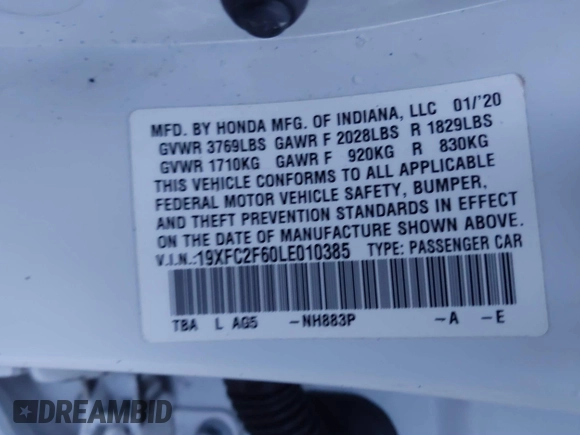 MFD. BY HONDA MFG. OF INDIANA, LLC 01/'20
GVWR 3769LBS GAWR F 2028LBS R 1829LBS
GVWR 1710KG GAWR F 920KG R 830KG
THIS VEHICLE CONFORMS TO ALL APPLICABLE
FEDERAL MOTOR VEHICLE SAFETY, BUMPER,
AND THEFT PREVENTION STANDARDS IN EFFECT
ON THE DATE OF MANUFACTURE SHOWN ABOVE.
V.I.N.:19XFC2F60LE010385 TYPE: PASSENGER CAR
TBA L AG5 -NH883P -A -E
DREAMBID